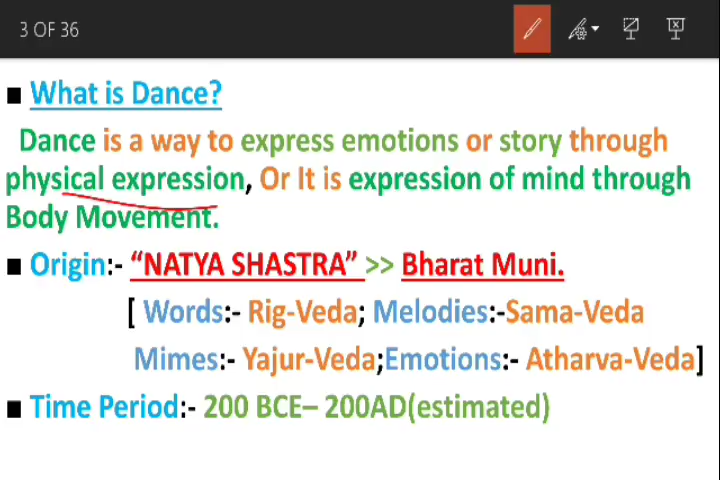 3 OF 36
■ What is Dance?
Dance is a way to express emotions or story through
physical expression, Or It is expression of mind through
Body Movement.
■ Origin:- “NATYA SHASTRA” >> Bharat Muni.
[ Words:- Rig-Veda; Melodies:-Sama-Veda
Mimes:- Yajur-Veda;Emotions:- Atharva-Veda]
■ Time Period:- 200 BCE– 200AD(estimated)